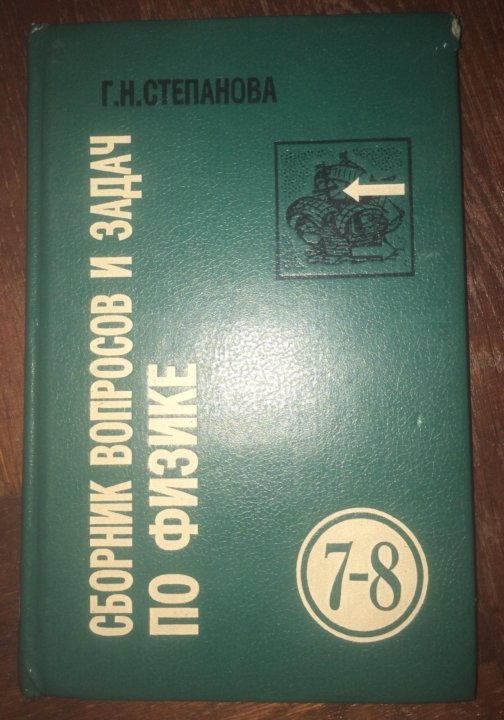 Г.Н.СТЕПАНОВА
СБОРНИК ВОПРОСОВ И ЗАДАЧ
ПО ФИЗИКЕ
7-8